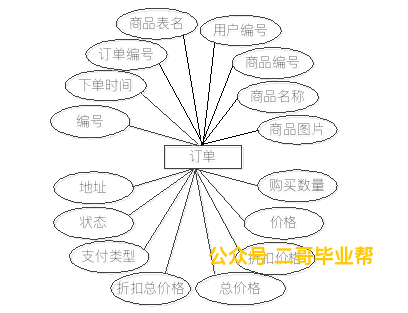 商品表名
用户编号
订单编号
商品编号
下单时间
商品名称
编号
商品图片
订单
地址
购买数量
状态
价格
支付类型
折扣价格
公众号 二哥毕业帮
折扣总价格
总价格